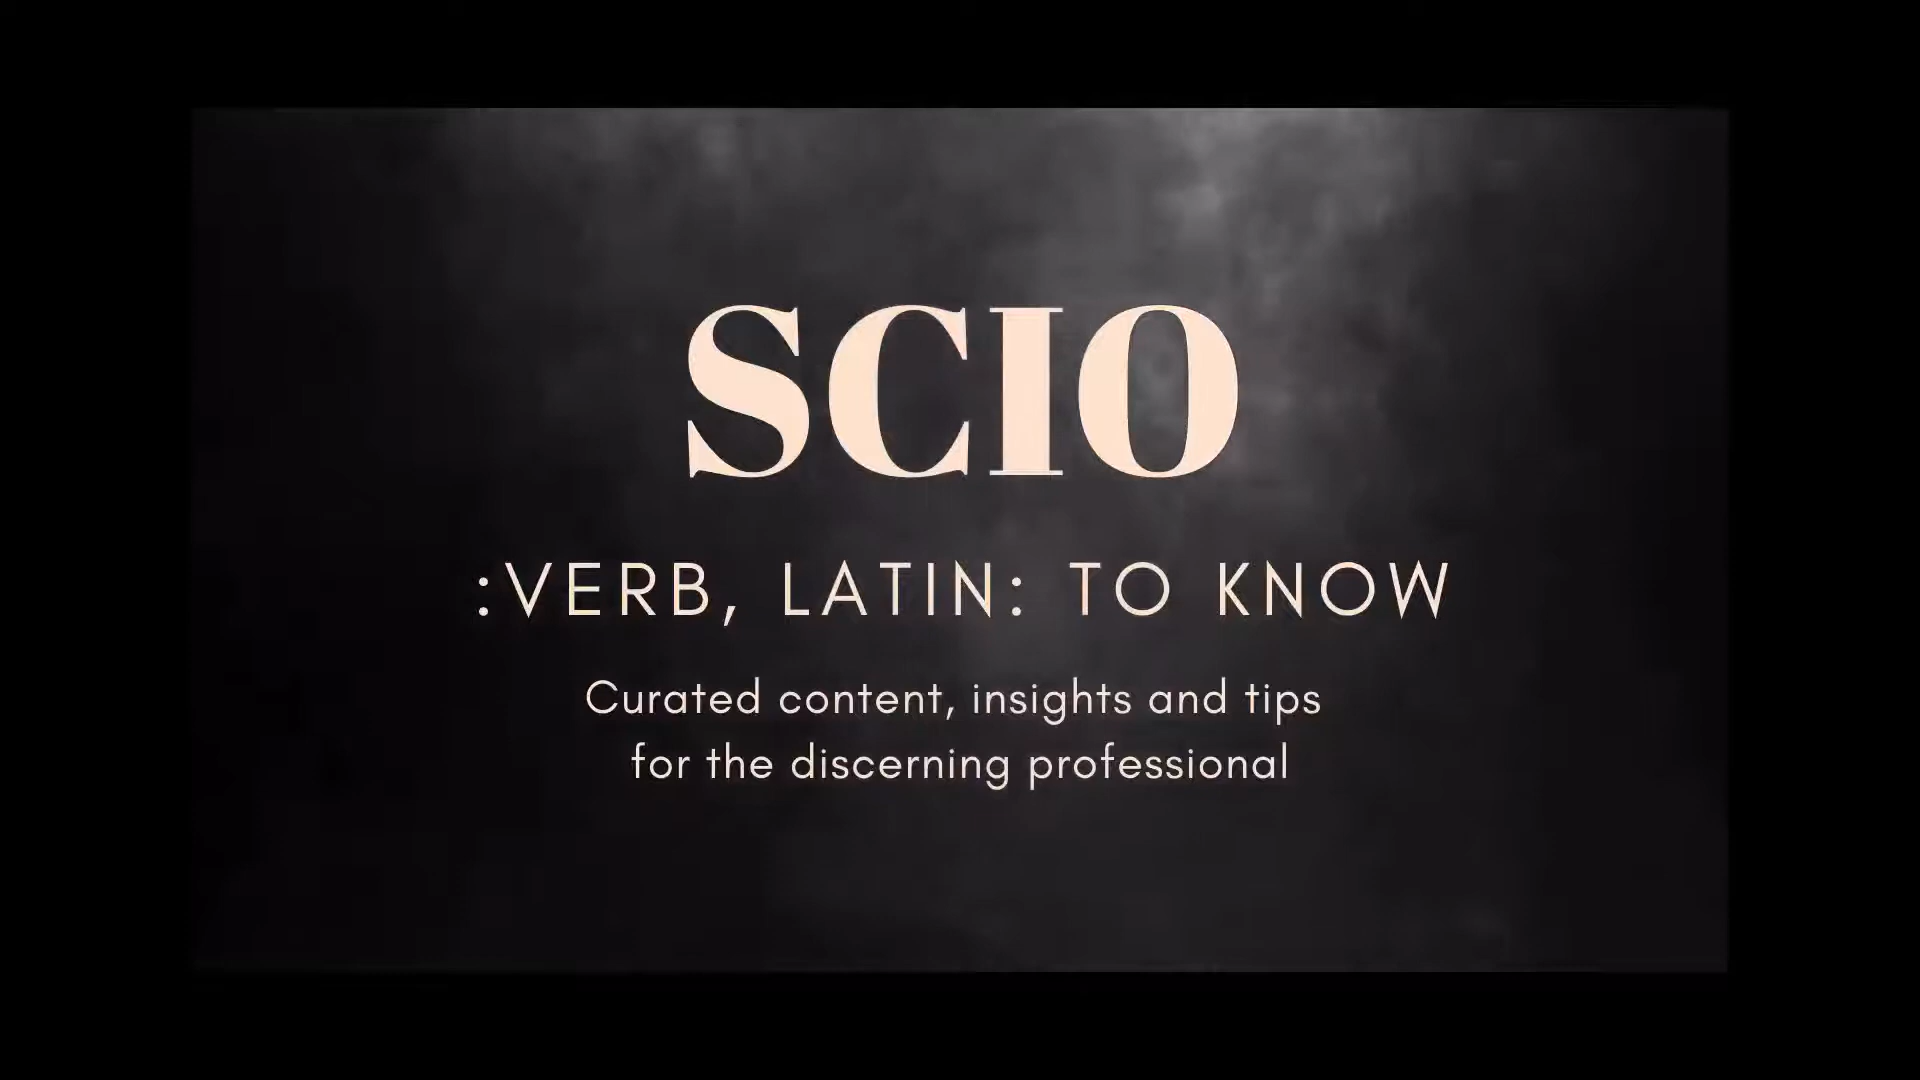 SCIO
:VERB, LATIN: TO KNOW
Curated content, insights and tips
for the discerning professional